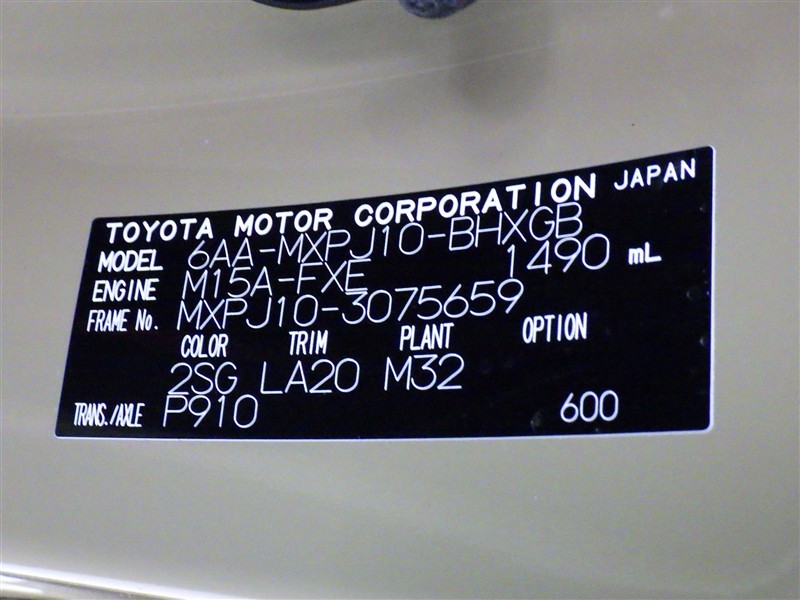 TOYOTA MOTOR CORPORATION JAPAN
MODEL 6AA-MXPJ10-BHXGB
ENGINE M15A-FXE 1490 mL
FRAME No. MXPJ10-3075659
COLOR TRIM PLANT OPTION
2SG LA20 M32
TRANS./AXLE P910 600